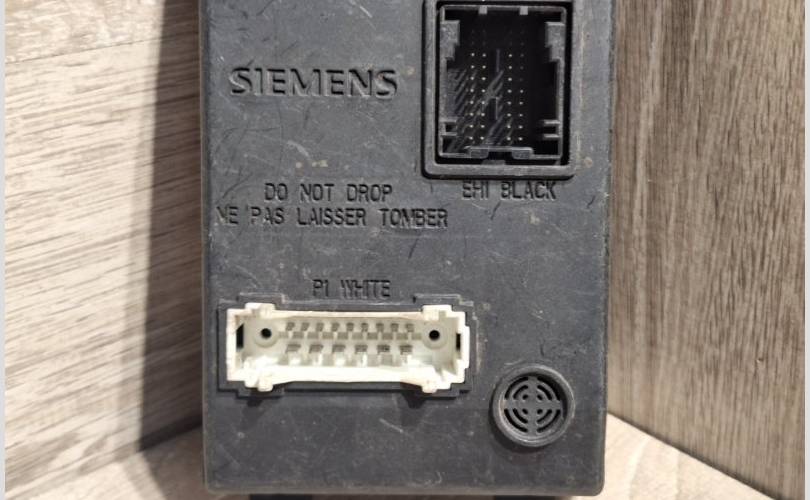 SIEMENS
DO NOT DROP
NE PAS LAISSER TOMBER
EH1 BLACK
P1 WHITE